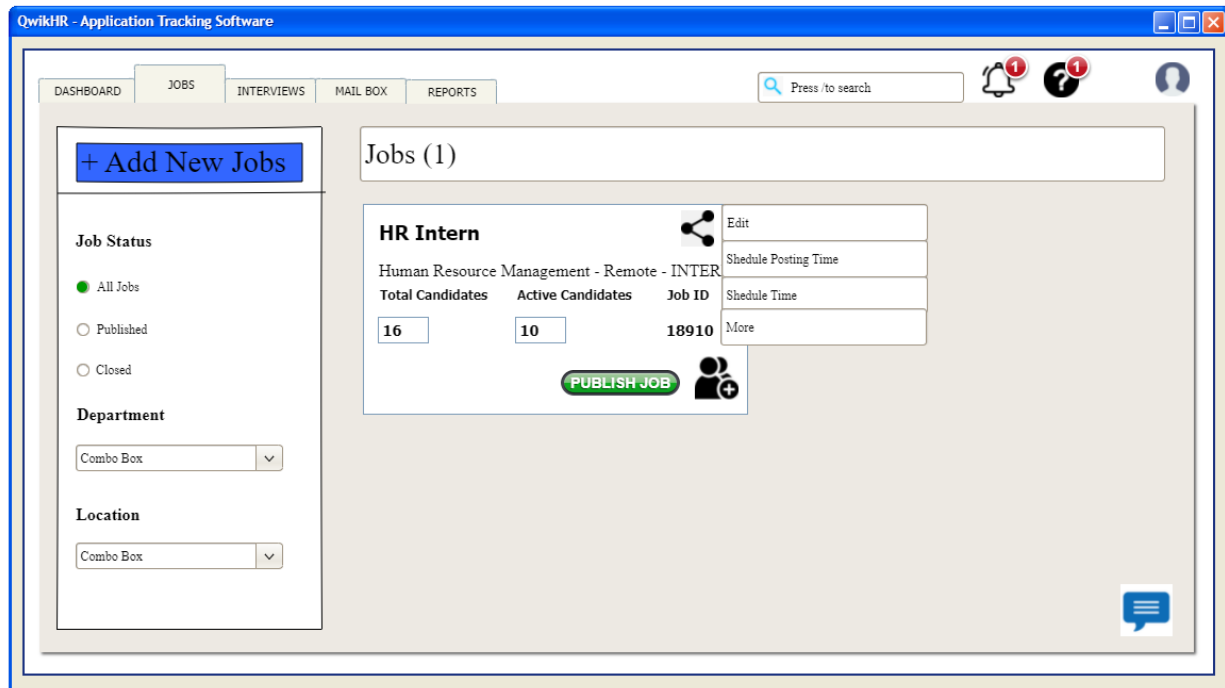 QwikHR - Application Tracking Software
DASHBOARD
JOBS
INTERVIEWS
MAIL BOX
REPORTS
Press /to search
1
1
+ Add New Jobs
Jobs (1)
Job Status
All Jobs
Published
Closed
Department
Combo Box
Location
Combo Box
HR Intern
Human Resource Management - Remote - INTER
Total Candidates Active Candidates Job ID
16 10 18910
PUBLISH JOB
Edit
Shedule Posting Time
Shedule Time
More